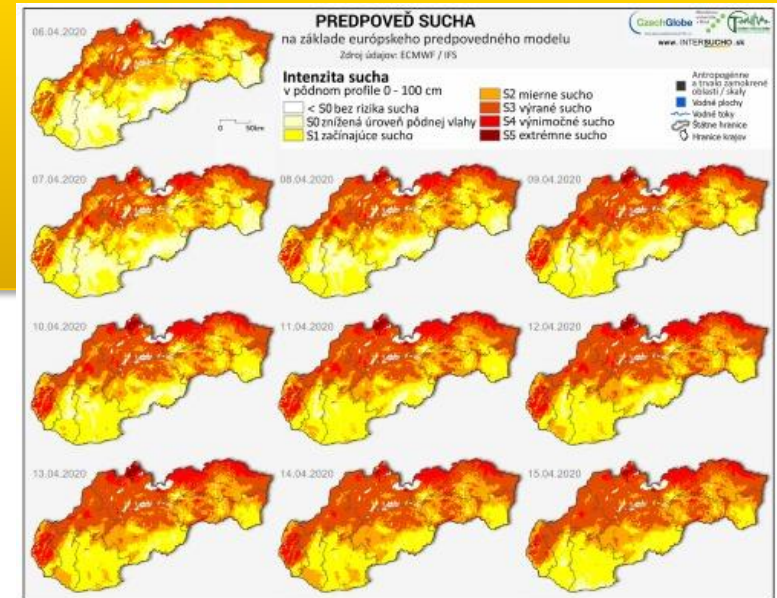 06.04.2020
PREDPOVEĎ SUCHA
na základe európskeho predpovedného modelu
Zdroj údajov: ECMWF / IFS
CzechGlobe
www. INTERSUCHO .sk
Intenzita sucha
v pôdnom profile 0 - 100 cm
< S0 bez rizika sucha
S0 znížená úroveň pôdnej vlahy
S1 začínajúce sucho
S2 mierne sucho
S3 výrané sucho
S4 výnimočné sucho
S5 extrémne sucho
Antropogénne
a trvalo zamokrené
oblasti / skaly
Vodné plochy
Vodné toky
Štátne hranice
Hranice krajov
0 50km
07.04.2020
08.04.2020
09.04.2020
10.04.2020
11.04.2020
12.04.2020
13.04.2020
14.04.2020
15.04.2020